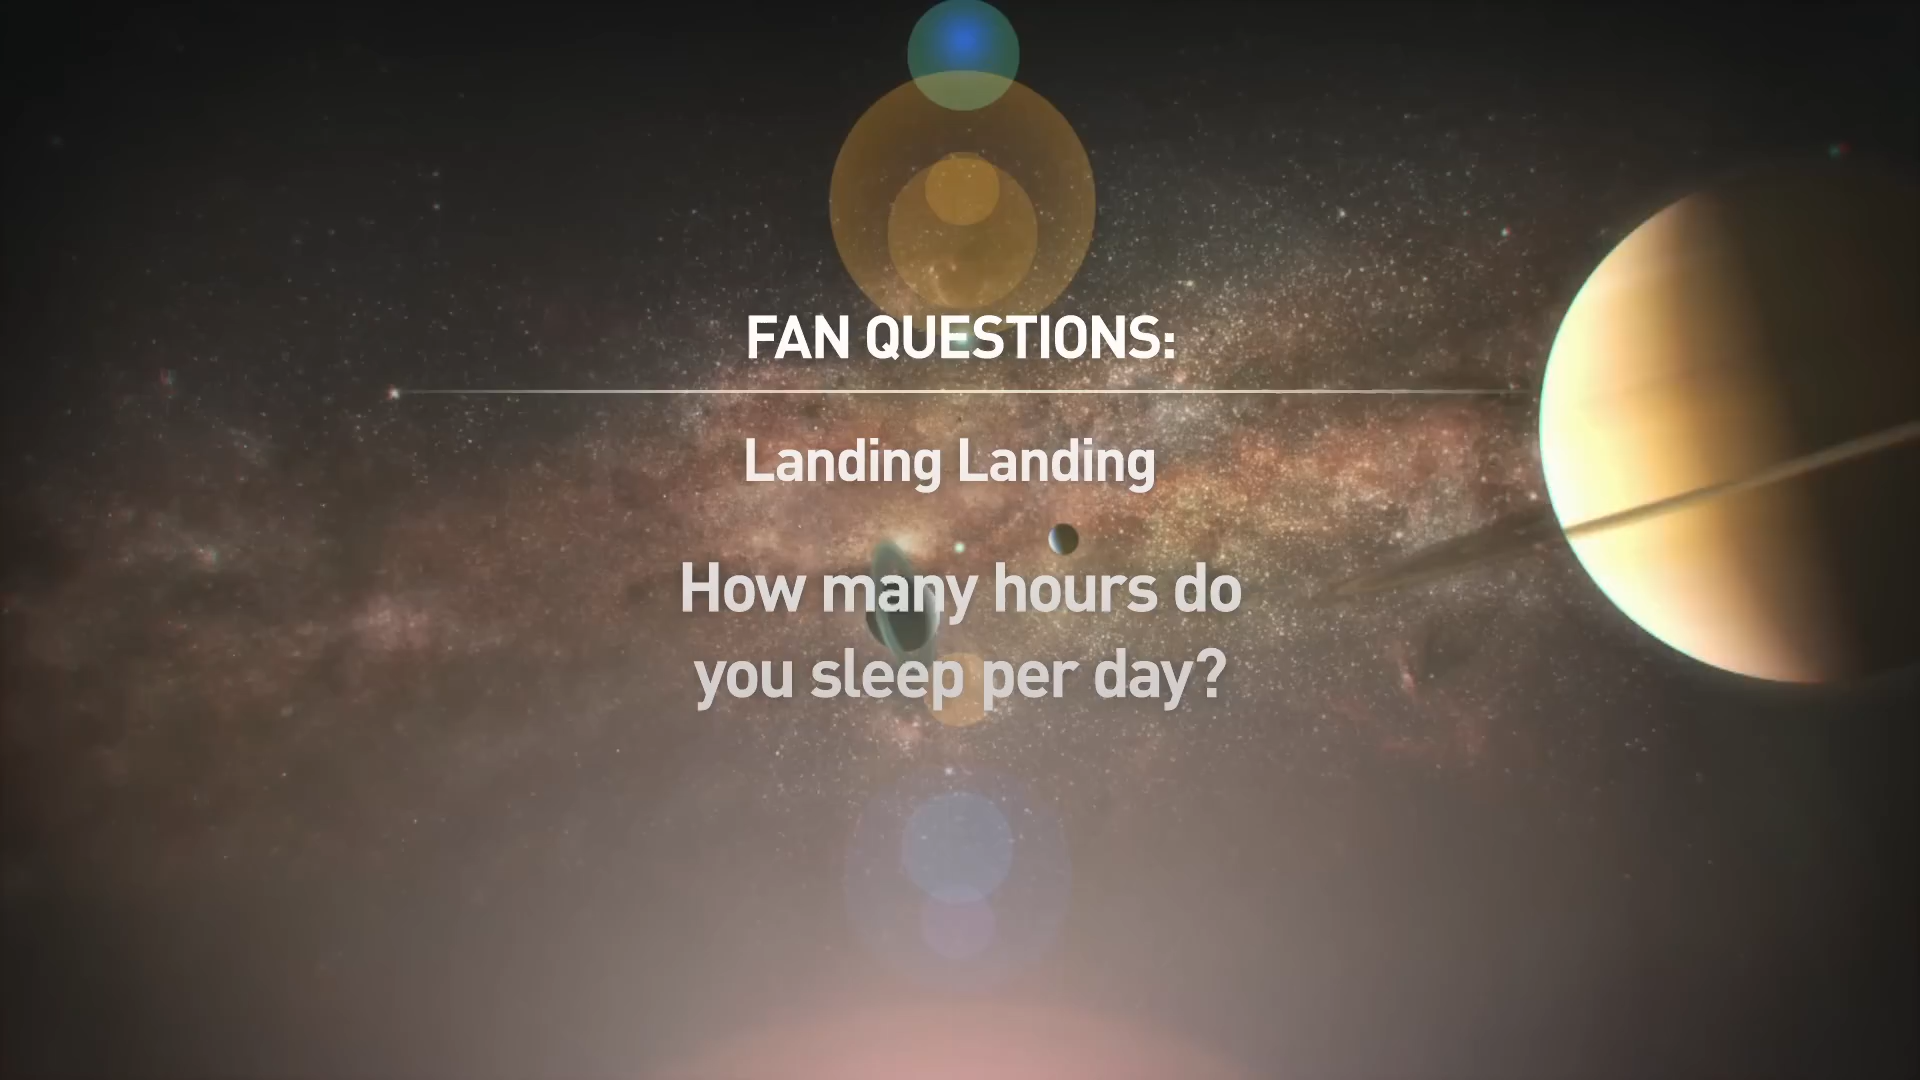 FAN QUESTIONS:
Landing Landing
How many hours do
you sleep per day?